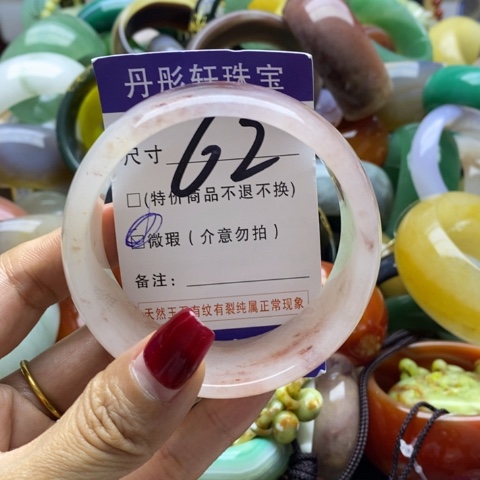 丹彤轩珠宝
尺寸 62
□(特价商品不退不换)
☑微瑕(介意勿拍)
备注:
天然玉石有纹有裂纯属正常现象